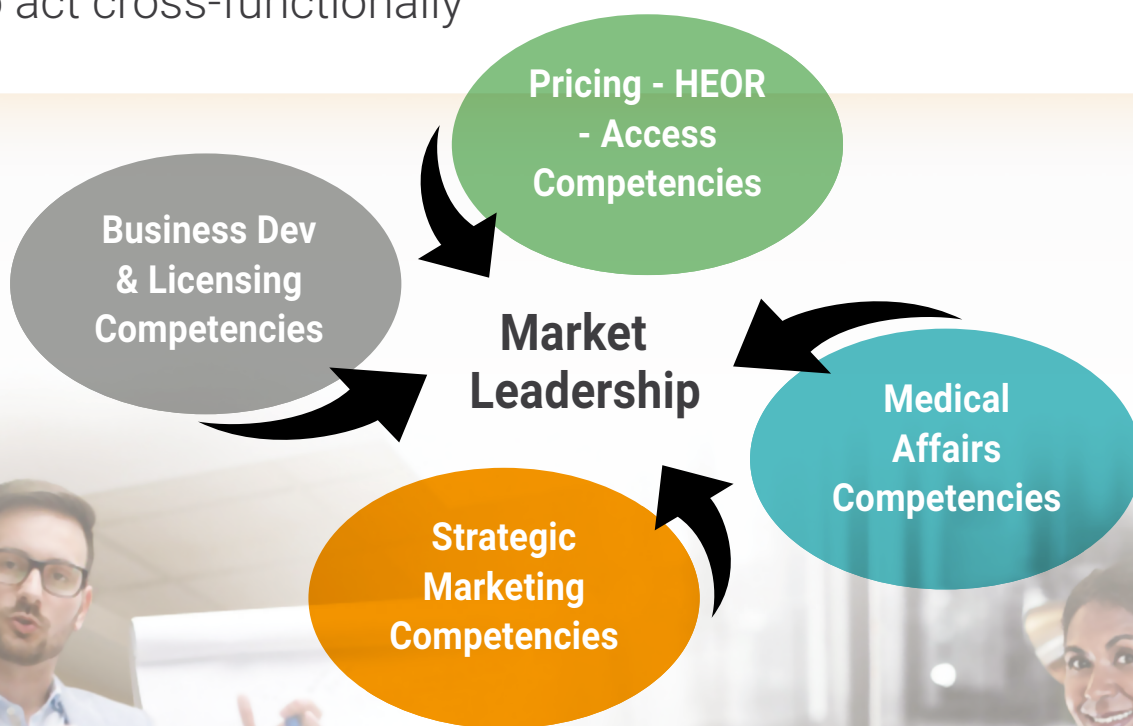 act cross-functionally
Pricing - HEOR
- Access
Competencies
Business Dev
& Licensing
Competencies
Market
Leadership
Medical
Affairs
Competencies
Strategic
Marketing
Competencies